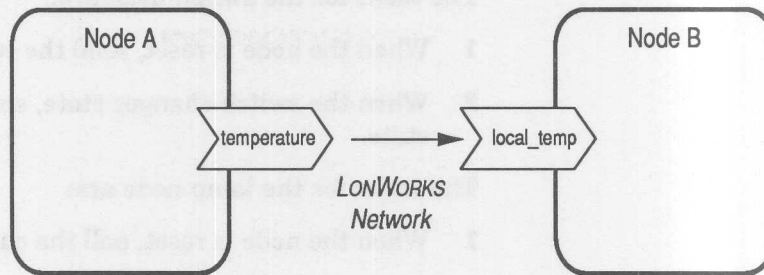 Node A
Node B
temperature
local_temp
LONWORKS
Network